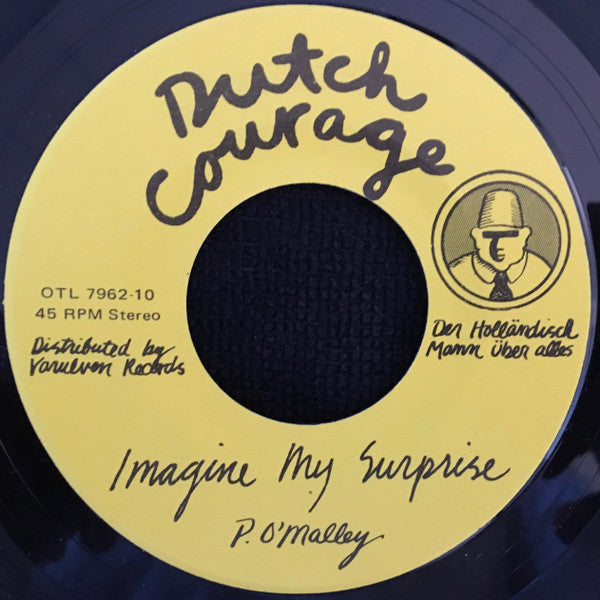 Dutch
Courage
OTL 7962-10
45 RPM Stereo
Distributed by
Varulven Records
Der Holländisch
Mann Über alles
Imagine My Surprise
P. O'Malley